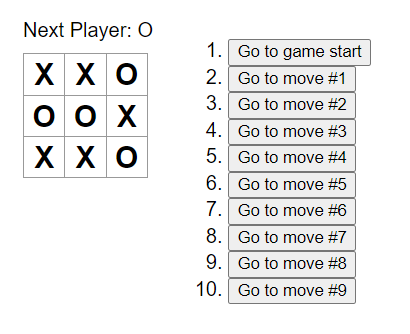 Next Player: O
X X O
O O X
X X O
1. Go to game start
2. Go to move #1
3. Go to move #2
4. Go to move #3
5. Go to move #4
6. Go to move #5
7. Go to move #6
8. Go to move #7
9. Go to move #8
10. Go to move #9